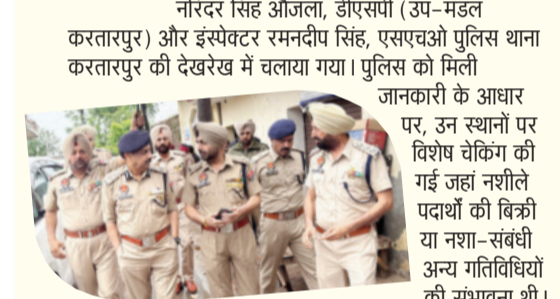 नरिंदर सिंह औजला, डीएसपी (उप-मंडल
करतारपुर) और इंस्पेक्टर रमनदीप सिंह, एसएचओ पुलिस थाना
करतारपुर की देखरेख में चलाया गया। पुलिस को मिली
जानकारी के आधार
पर, उन स्थानों पर
विशेष चेकिंग की
गई जहां नशीले
पदार्थों की बिक्री
या नशा-संबंधी
अन्य गतिविधियों
की संभावना थी।